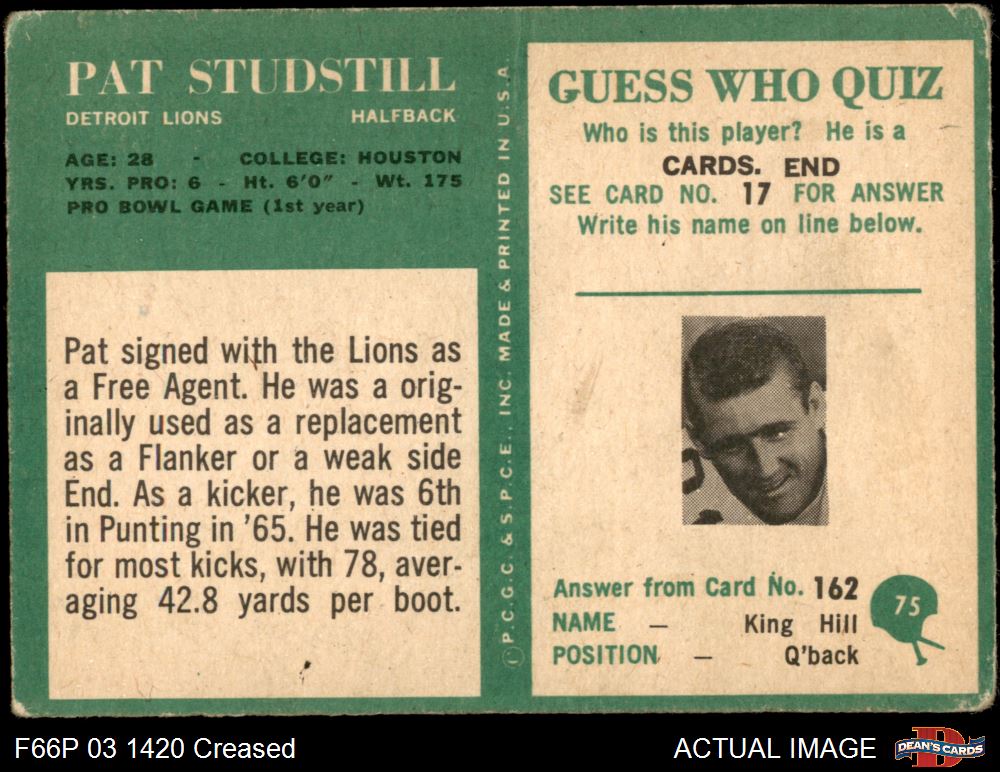 PAT STUDSTILL
DETROIT LIONS HALFBACK
AGE: 28 - COLLEGE: HOUSTON
YRS. PRO: 6 - Ht. 6'0" - Wt. 175
PRO BOWL GAME (1st year)
Pat signed with the Lions as
a Free Agent. He was a orig-
inally used as a replacement
as a Flanker or a weak side
End. As a kicker, he was 6th
in Punting in '65. He was tied
for most kicks, with 78, aver-
aging 42.8 yards per boot.
© P.C.G.C. & S.P.C.E., INC. MADE & PRINTED IN U.S.A
GUESS WHO QUIZ
Who is this player? He is a
CARDS. END
SEE CARD NO. 17 FOR ANSWER
Write his name on line below.
Answer from Card No. 162
NAME — King Hill
POSITION — Q'back
75
F66P 03 1420 Creased
ACTUAL IMAGE
DEAN'S CARDS